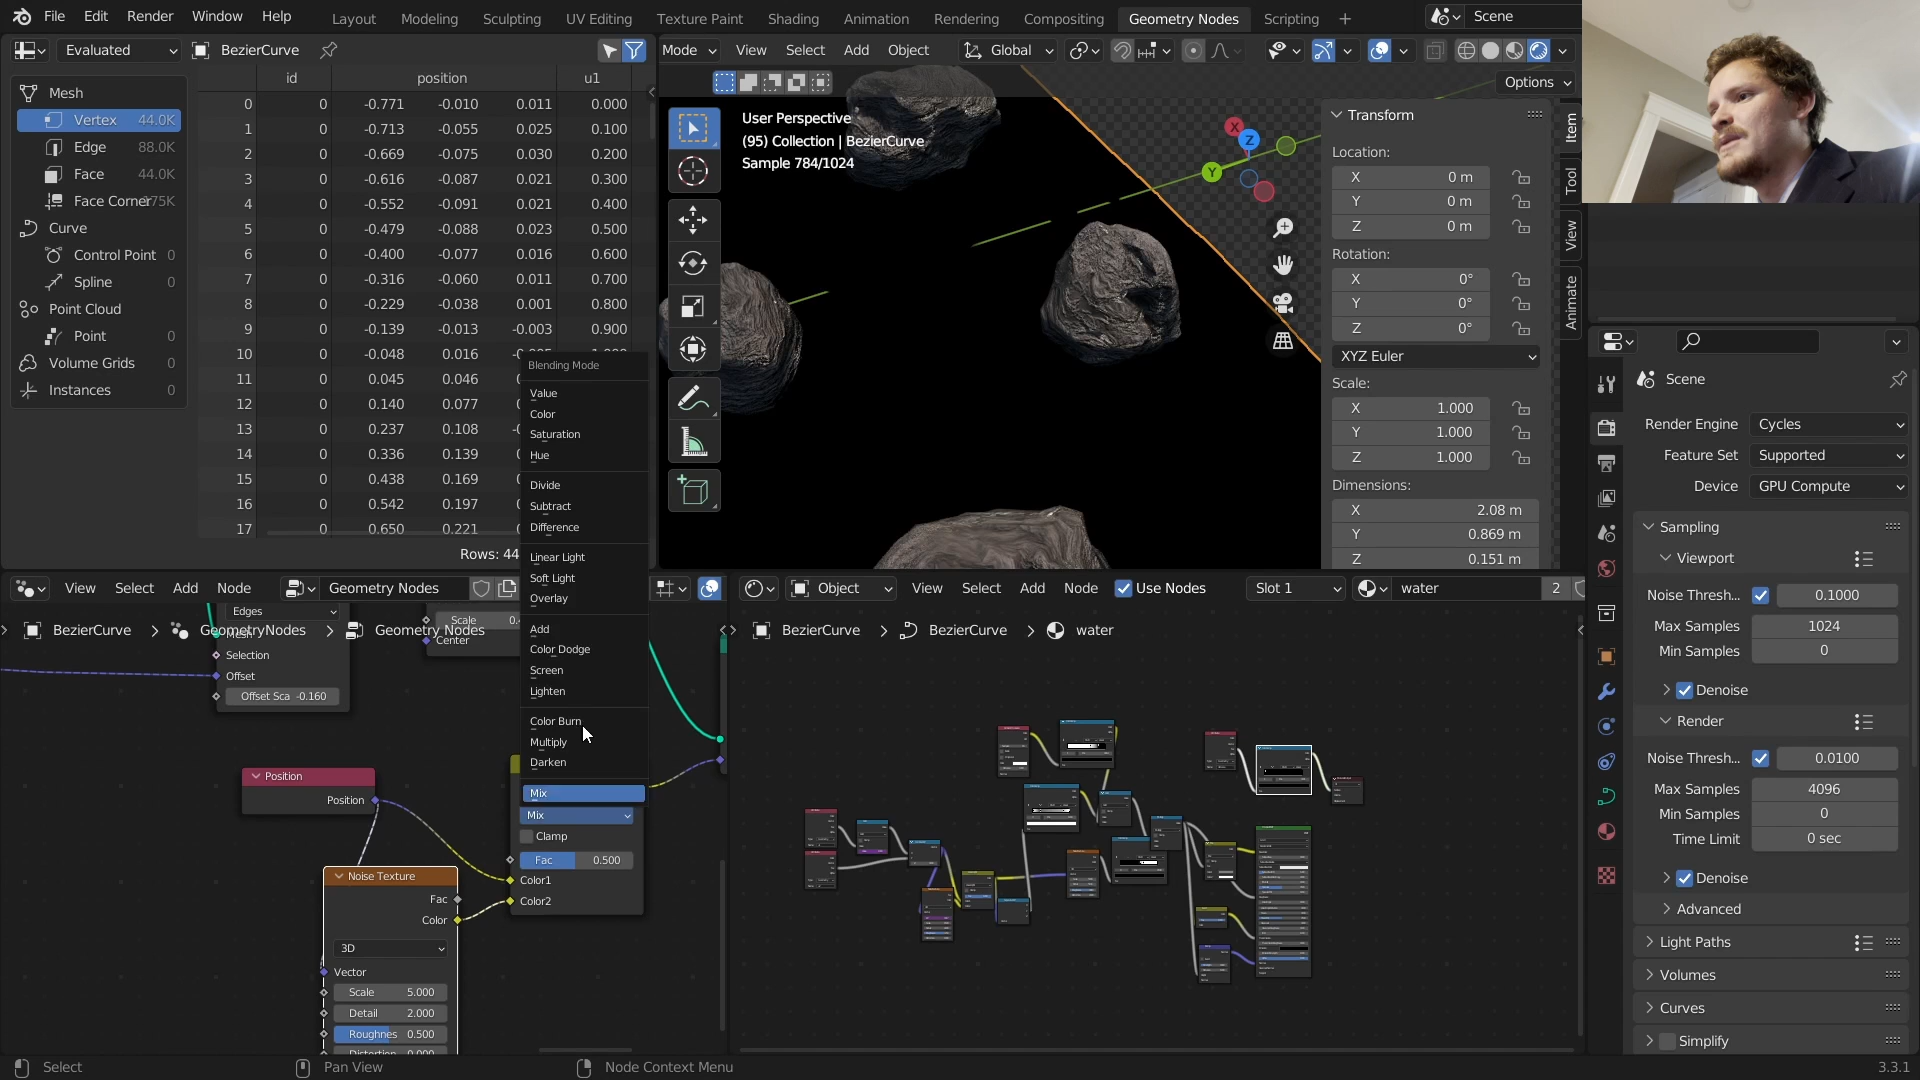 File Edit Render Window Help Layout Modeling Sculpting UV Editing Texture Paint Shading Animation Rendering Compositing Geometry Nodes Scripting + Scene
Evaluated BezierCurve
Mode View Select Add Object Global
Options
id position u1
Mesh
Vertex 44.0K
Edge 88.0K
Face 44.0K
Face Corner 175K
Curve
Control Point 0
Spline 0
Point Cloud
Point 0
Volume Grids 0
Instances 0
0 0 -0.771 -0.010 0.011 0.000
1 0 -0.713 -0.055 0.025 0.100
2 0 -0.669 -0.075 0.030 0.200
3 0 -0.616 -0.087 0.021 0.300
4 0 -0.552 -0.091 0.021 0.400
5 0 -0.479 -0.088 0.023 0.500
6 0 -0.400 -0.077 0.016 0.600
7 0 -0.316 -0.060 0.011 0.700
8 0 -0.229 -0.038 0.001 0.800
9 0 -0.139 -0.013 -0.003 0.900
10 0 -0.048 0.016
11 0 0.045 0.046
12 0 0.140 0.077
13 0 0.237 0.108
14 0 0.336 0.139
15 0 0.438 0.169
16 0 0.542 0.197
17 0 0.650 0.221
Rows: 44
User Perspective
(95) Collection | BezierCurve
Sample 784/1024
X
Z
Y
Transform
Location:
X 0 m
Y 0 m
Z 0 m
Rotation:
X 0°
Y 0°
Z 0°
XYZ Euler
Scale:
X 1.000
Y 1.000
Z 1.000
Dimensions:
X 2.08 m
Y 0.869 m
Z 0.151 m
Item
Tool
View
Animate
Blending Mode
Value
Color
Saturation
Hue
Divide
Subtract
Difference
Linear Light
Soft Light
Overlay
Add
Color Dodge
Screen
Lighten
Color Burn
Multiply
Darken
Mix
Mix
Clamp
Fac 0.500
Color1
Color2
View Select Add Node Geometry Nodes
BezierCurve > GeometryNodes > Geometry Nodes
Edges
Mesh
Selection
Offset
Offset Sca -0.160
Scale
Center
Position
Position
Noise Texture
Fac
Color
3D
Vector
Scale 5.000
Detail 2.000
Roughnes 0.500
Distortion 0.000
Object View Select Add Node Use Nodes Slot 1 water 2
BezierCurve > BezierCurve > water
Scene
Render Engine Cycles
Feature Set Supported
Device GPU Compute
Sampling
Viewport
Noise Thresh... 0.1000
Max Samples 1024
Min Samples 0
Denoise
Render
Noise Thresh... 0.0100
Max Samples 4096
Min Samples 0
Time Limit 0 sec
Denoise
Advanced
Light Paths
Volumes
Curves
Simplify
Select Pan View Node Context Menu 3.3.1